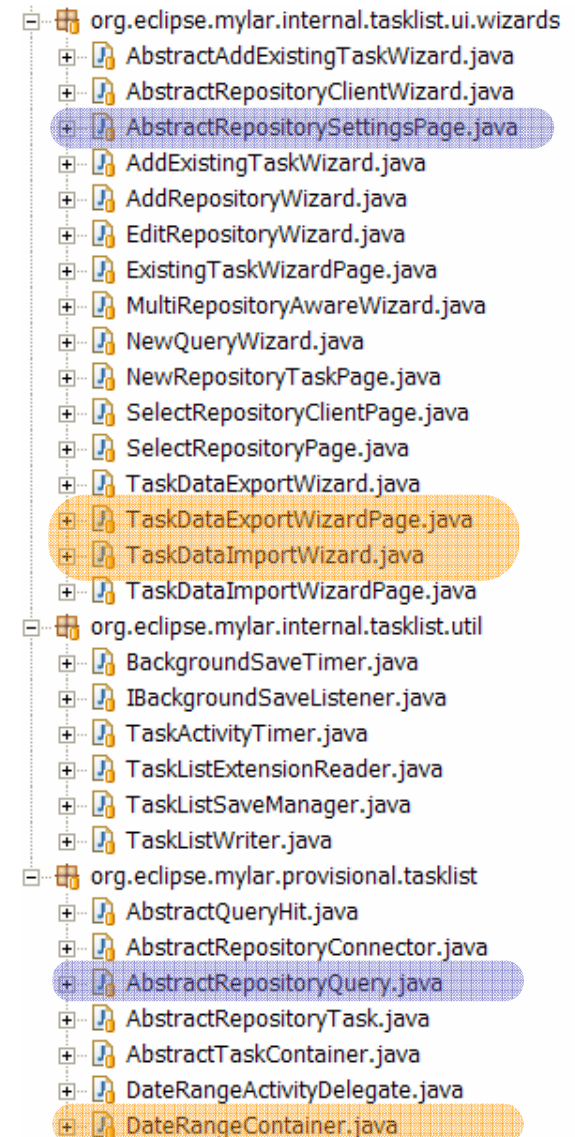 org.eclipse.mylar.internal.tasklist.ui.wizards
AbstractAddExistingTaskWizard.java
AbstractRepositoryClientWizard.java
AbstractRepositorySettingsPage.java
AddExistingTaskWizard.java
AddRepositoryWizard.java
EditRepositoryWizard.java
ExistingTaskWizardPage.java
MultiRepositoryAwareWizard.java
NewQueryWizard.java
NewRepositoryTaskPage.java
SelectRepositoryClientPage.java
SelectRepositoryPage.java
TaskDataExportWizard.java
TaskDataExportWizardPage.java
TaskDataImportWizard.java
TaskDataImportWizardPage.java
org.eclipse.mylar.internal.tasklist.util
BackgroundSaveTimer.java
IBackgroundSaveListener.java
TaskActivityTimer.java
TaskListExtensionReader.java
TaskListSaveManager.java
TaskListWriter.java
org.eclipse.mylar.provisional.tasklist
AbstractQueryHit.java
AbstractRepositoryConnector.java
AbstractRepositoryQuery.java
AbstractRepositoryTask.java
AbstractTaskContainer.java
DateRangeActivityDelegate.java
DateRangeContainer.java